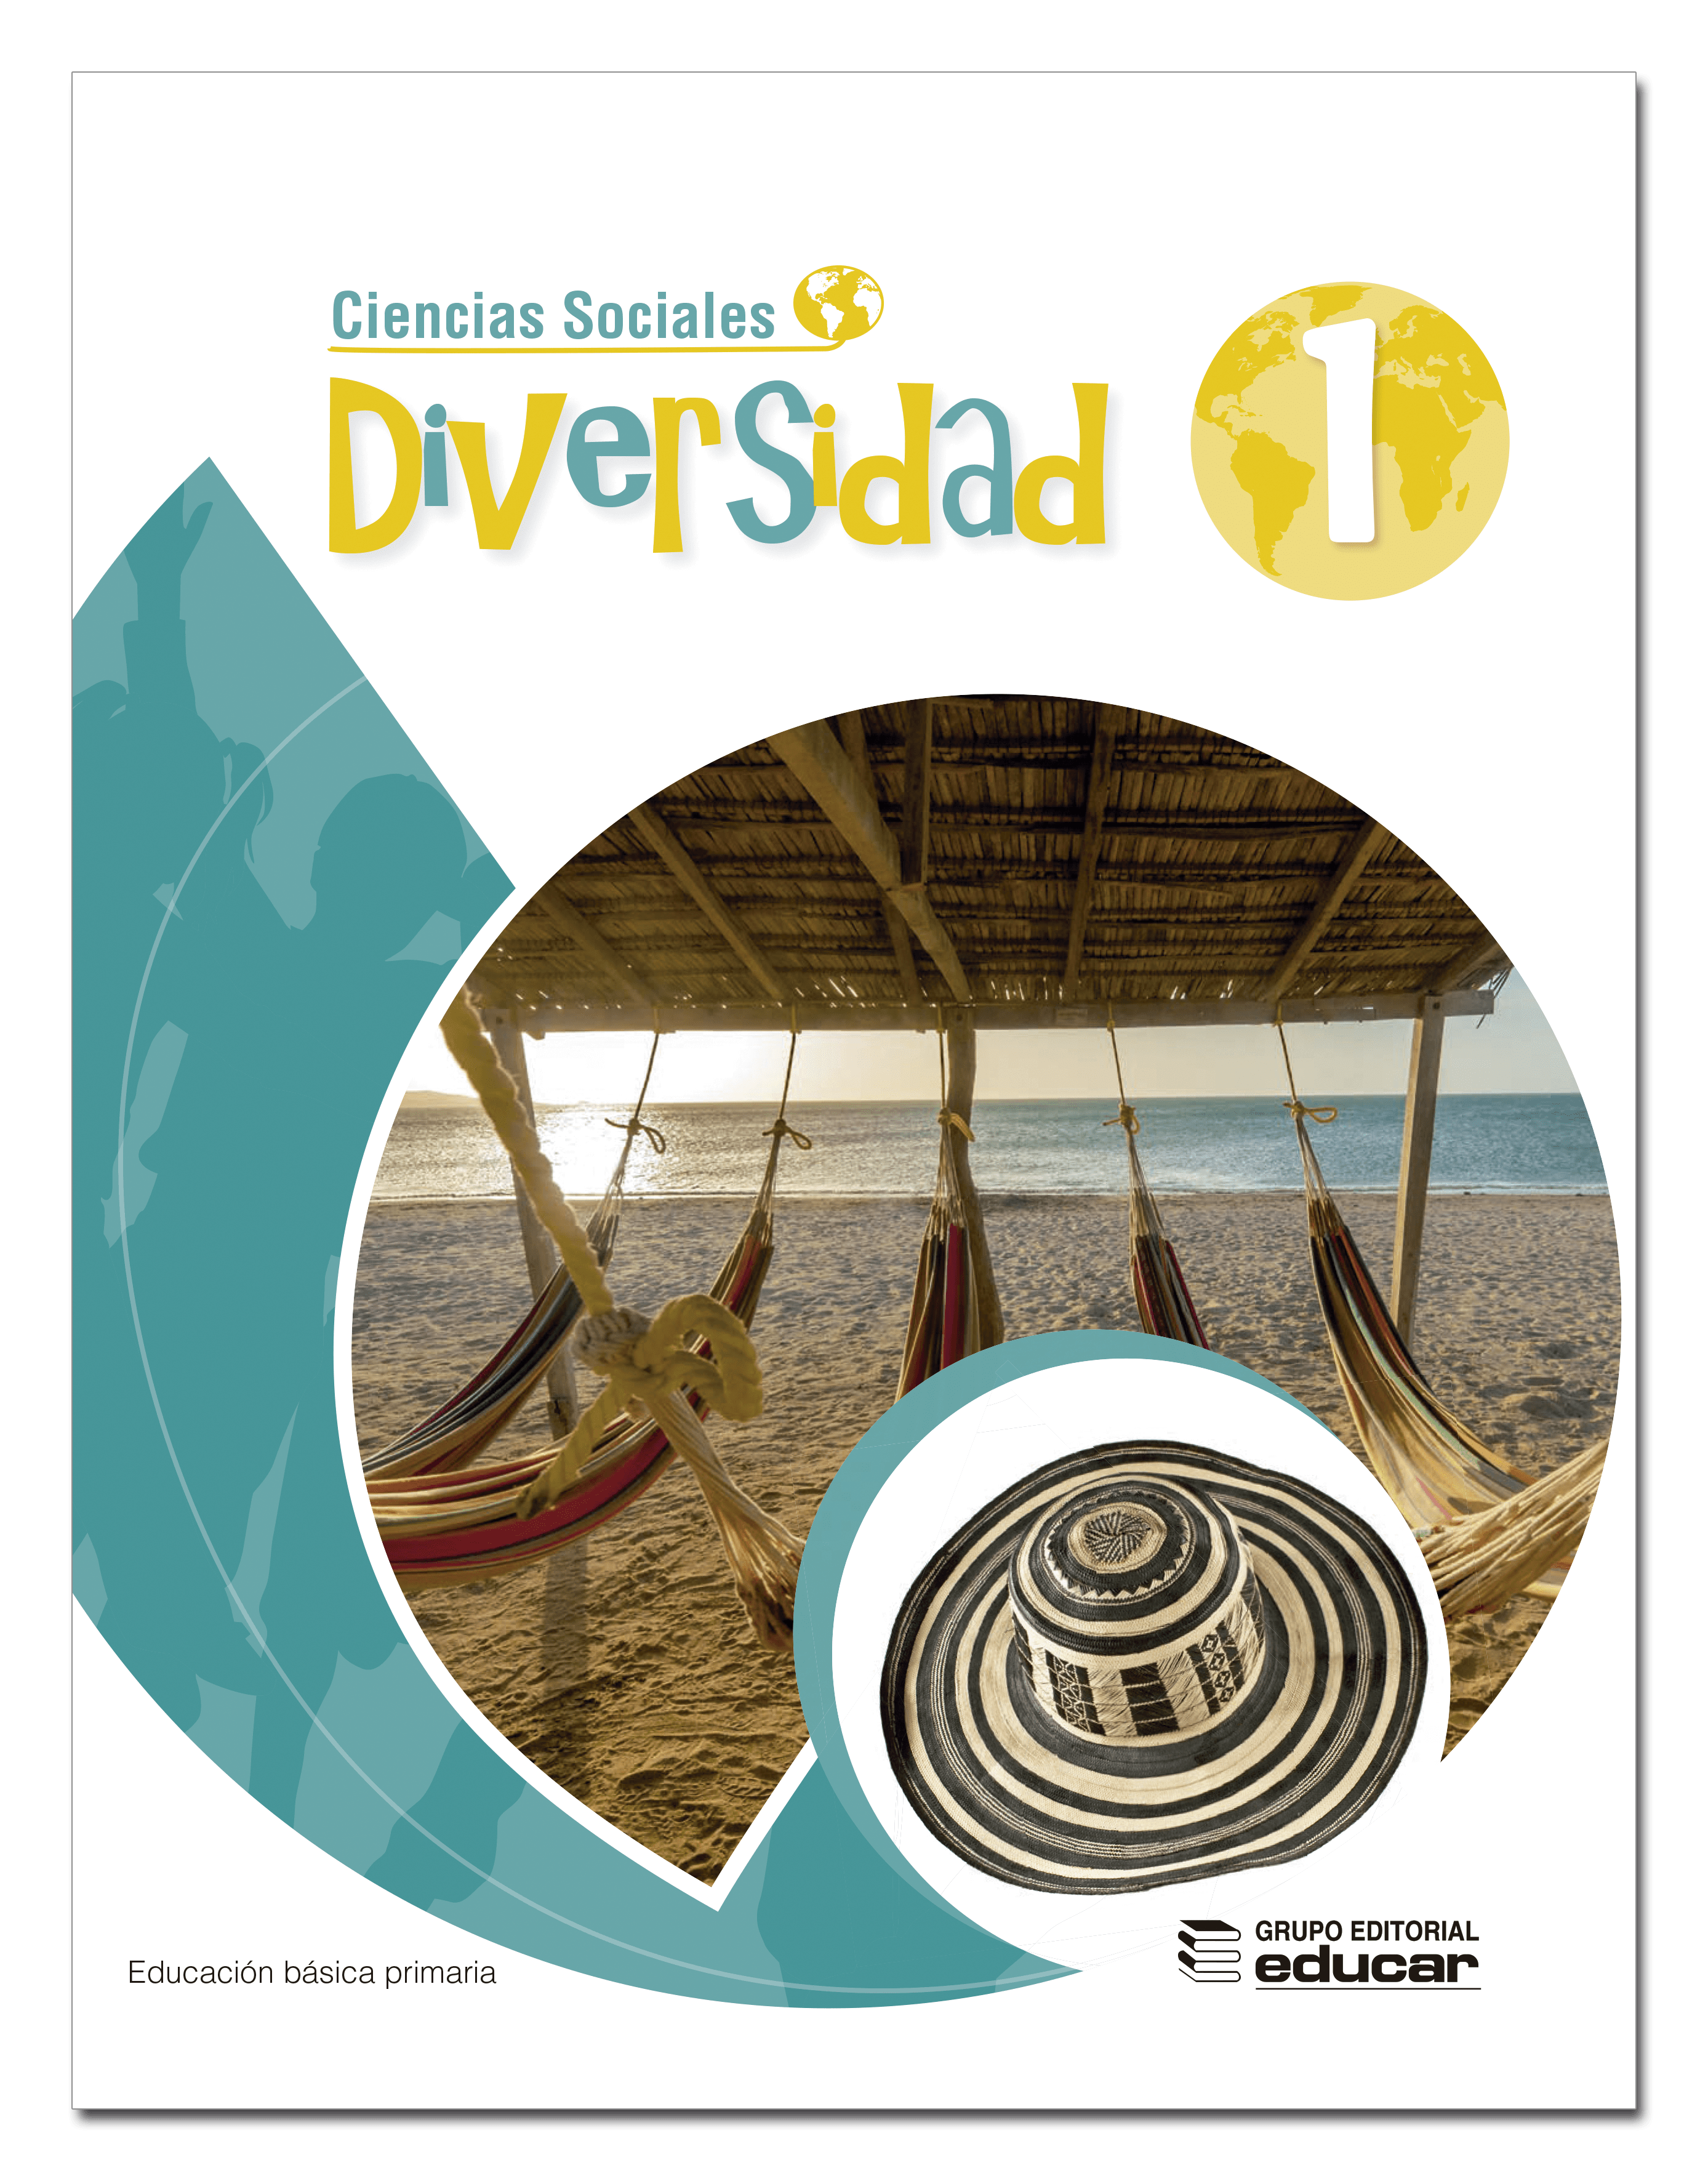 Ciencias Sociales
Diversidad
1
Educación básica primaria
GRUPO EDITORIAL
educar